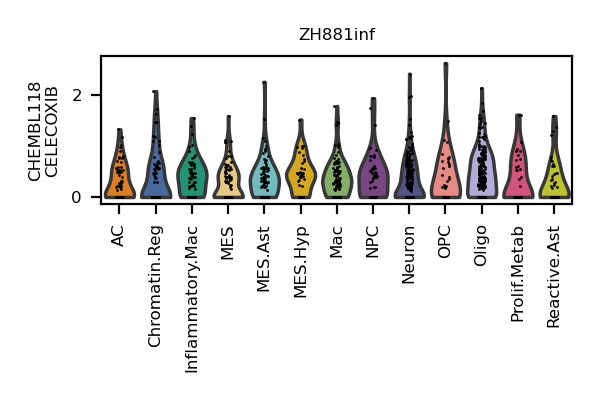 ZH881inf
CHEMBL118
CELECOXIB
2
0
AC
Chromatin.Reg
Inflammatory.Mac
MES
MES.Ast
MES.Hyp
Mac
NPC
Neuron
OPC
Oligo
Prolif.Metab
Reactive.Ast